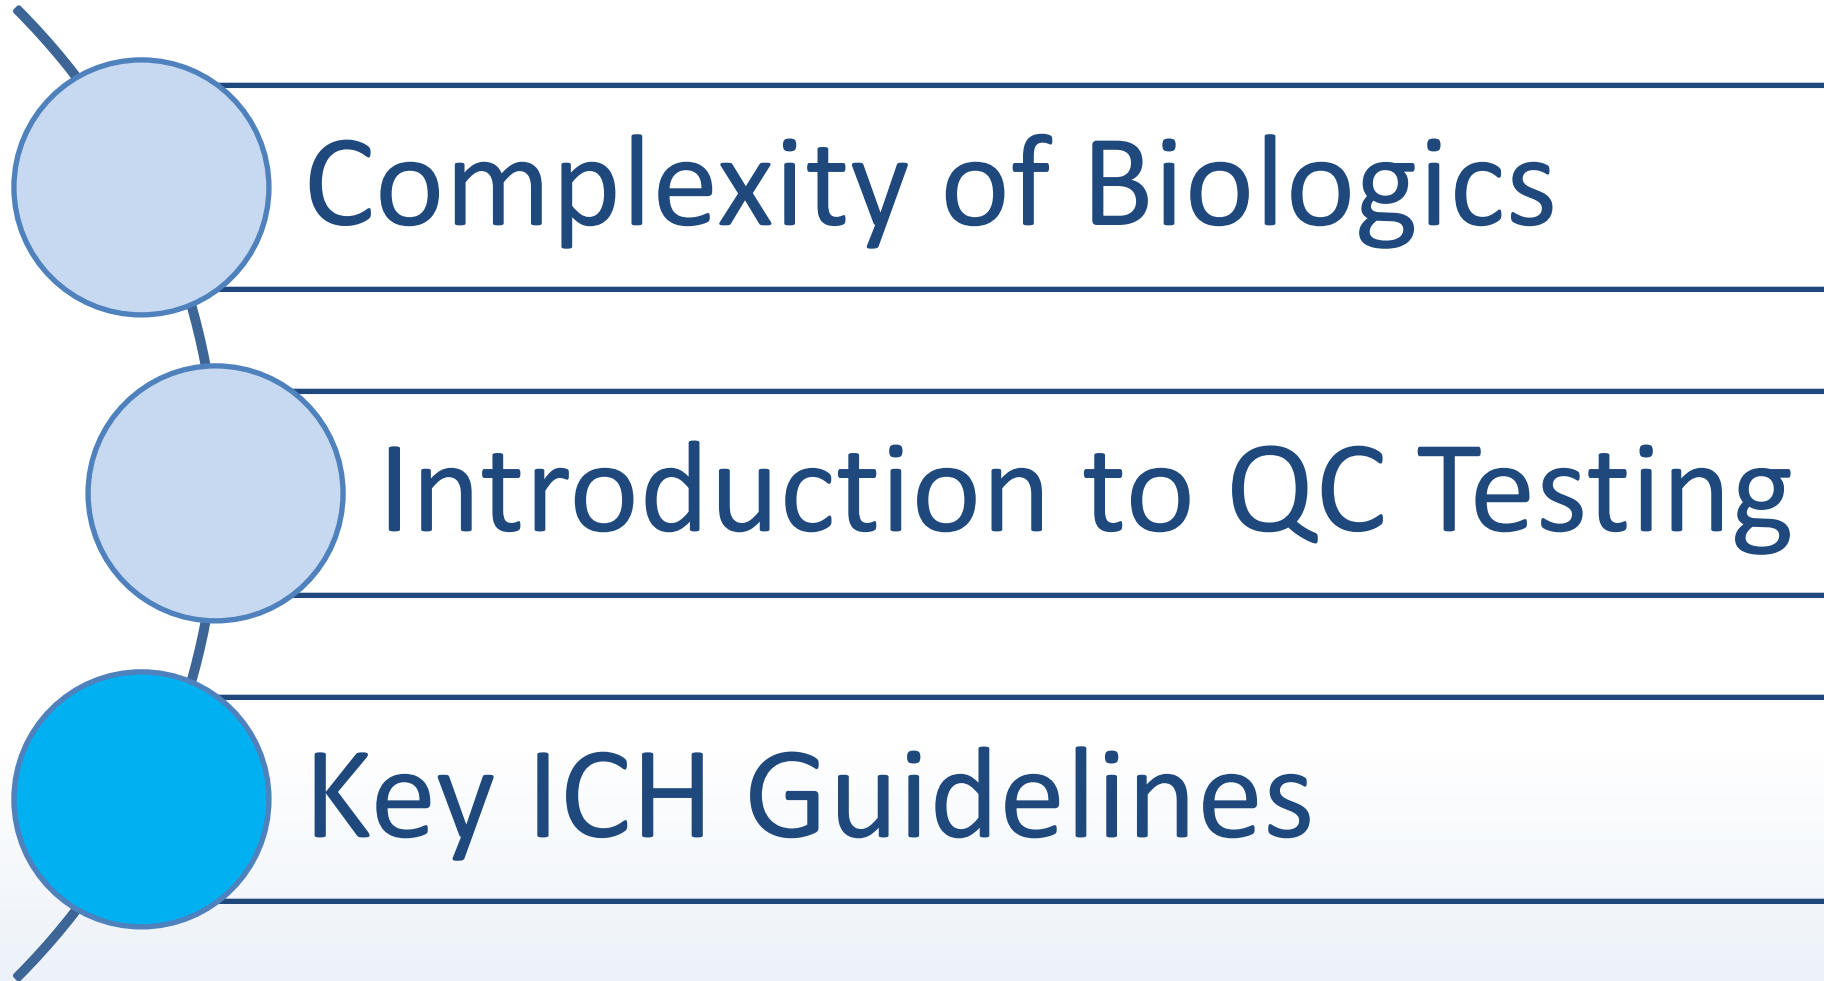 Complexity of Biologics
Introduction to QC Testing
Key ICH Guidelines